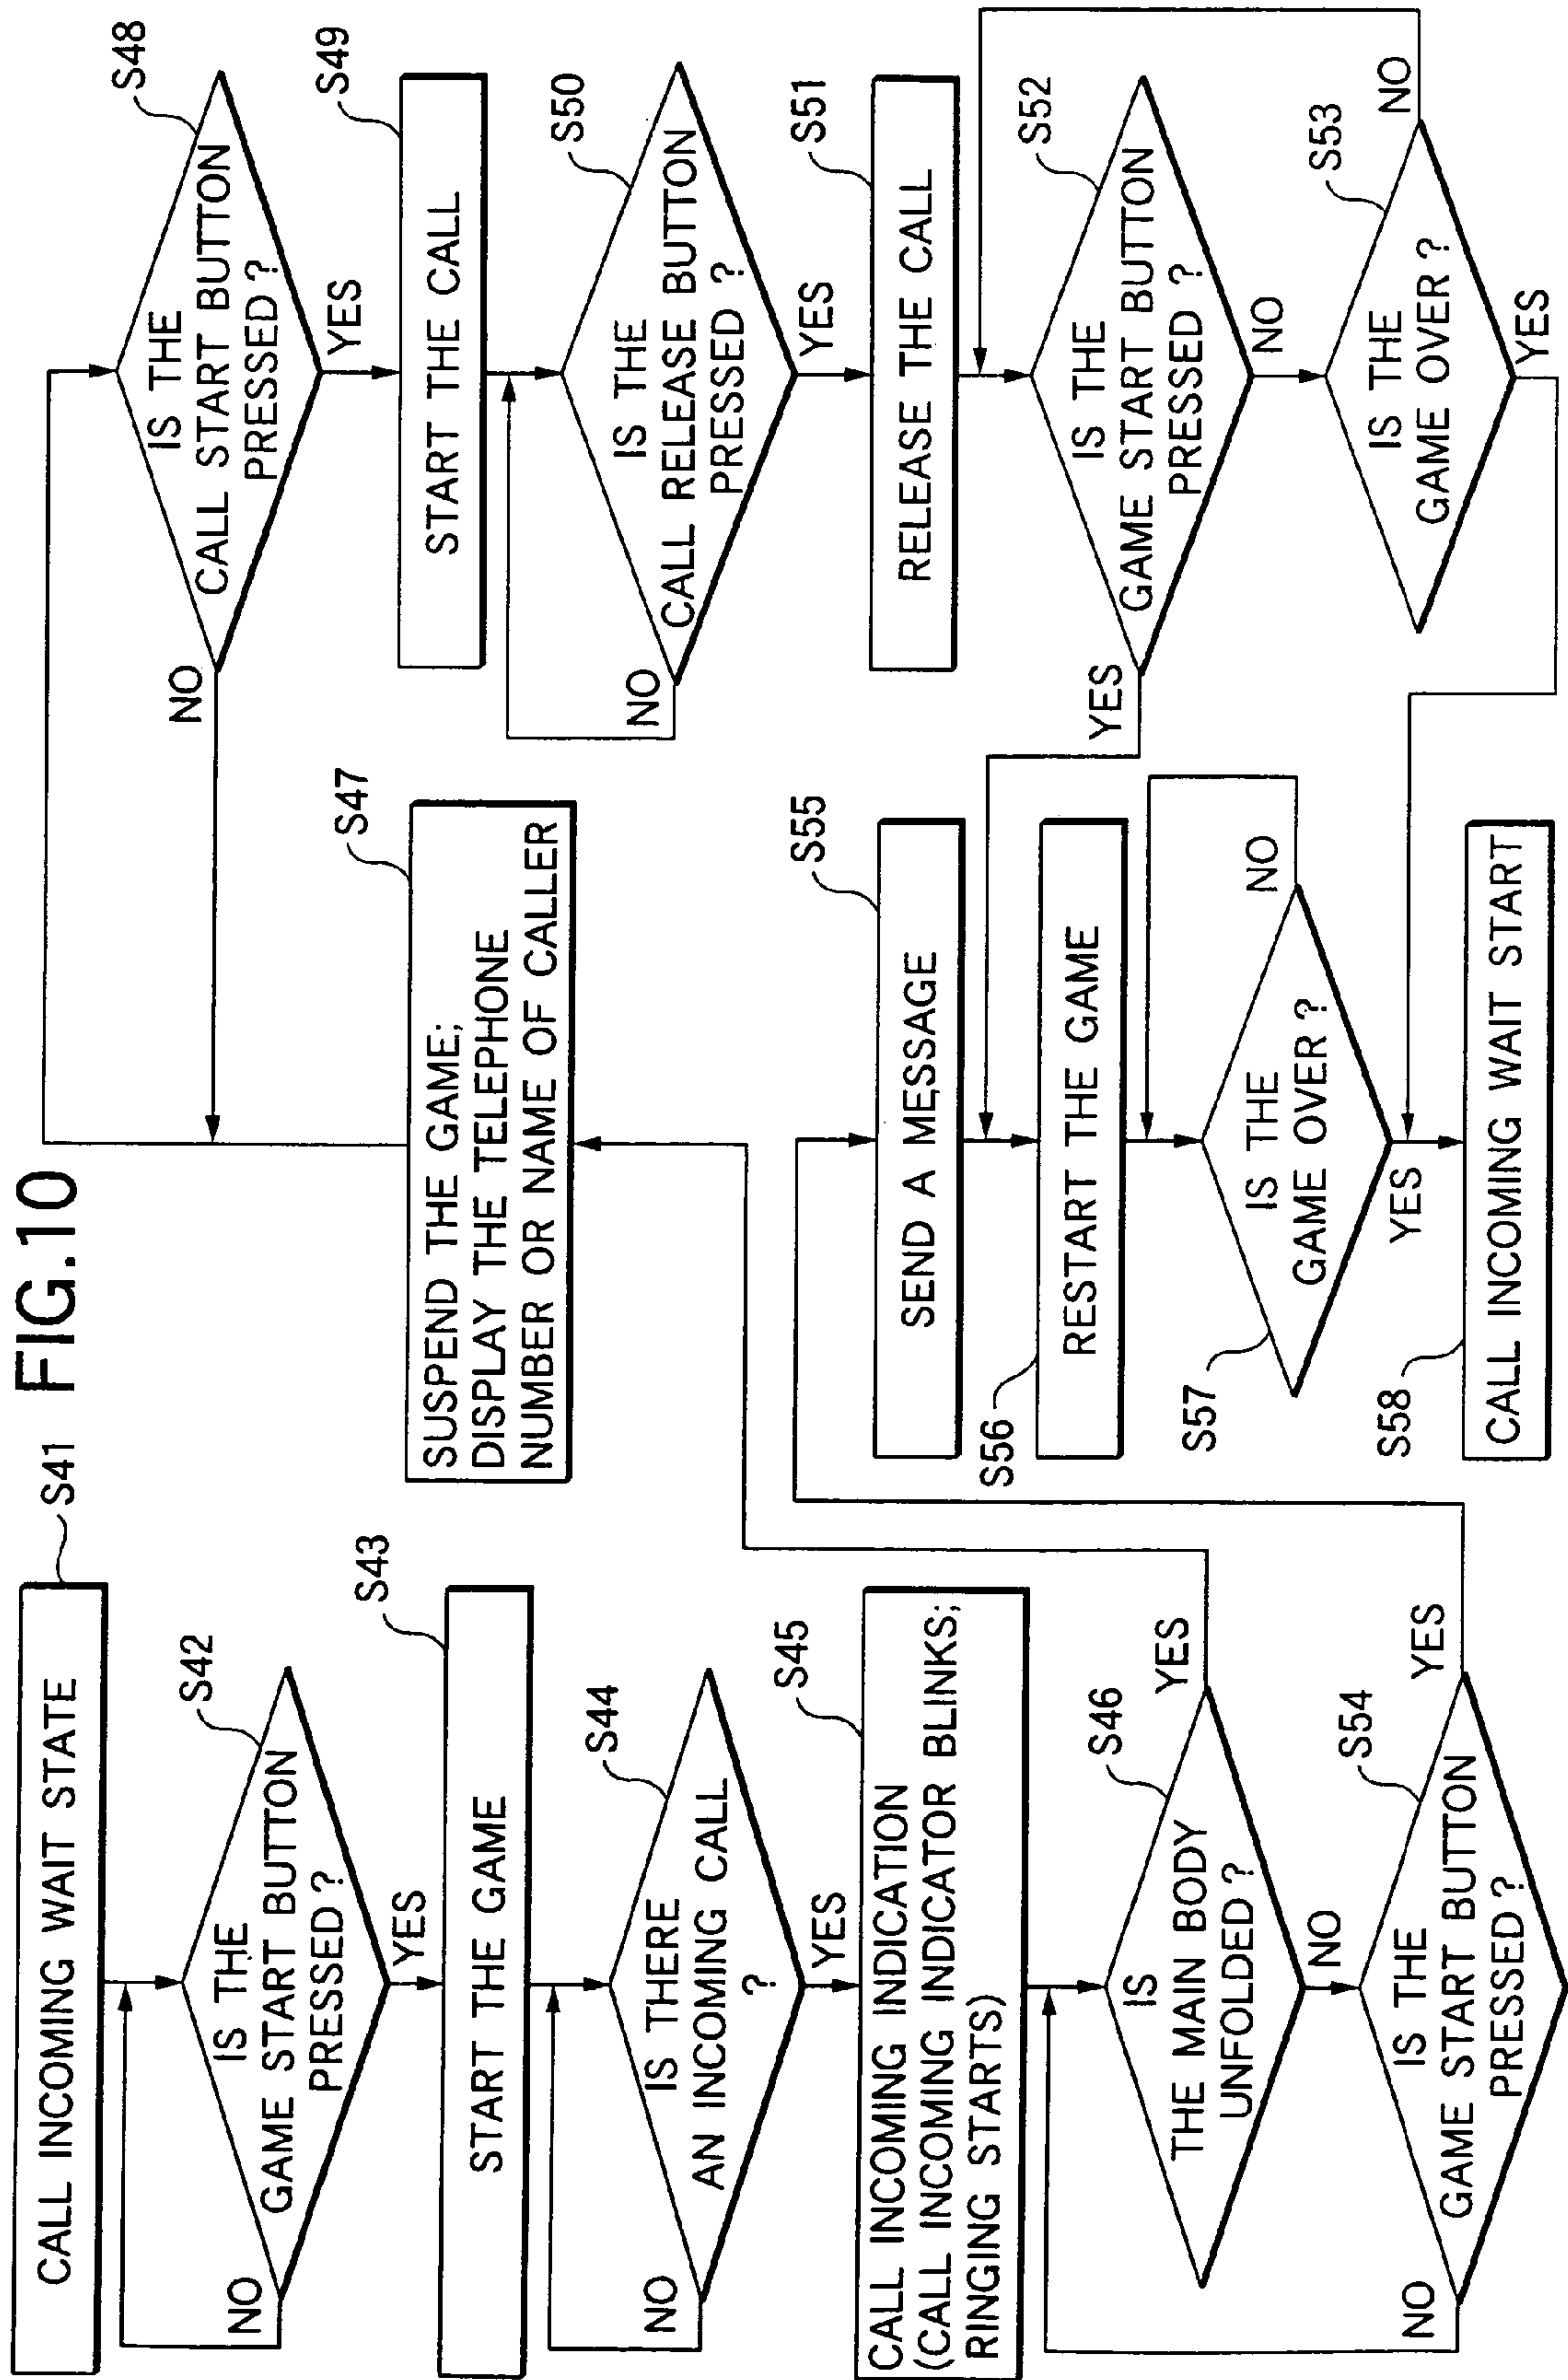 FIG.10
CALL INCOMING WAIT STATE
S41
IS THE
GAME START BUTTON
PRESSED?
S42
NO
YES
START THE GAME
S43
IS THERE
AN INCOMING CALL
?
S44
NO
YES
CALL INCOMING INDICATION
(CALL INCOMING INDICATOR BLINKS;
RINGING STARTS)
S45
IS
THE MAIN BODY
UNFOLDED?
S46
YES
NO
IS THE
GAME START BUTTON
PRESSED?
S54
NO
YES
SUSPEND THE GAME;
DISPLAY THE TELEPHONE
NUMBER OR NAME OF CALLER
S47
SEND A MESSAGE
S55
RESTART THE GAME
S56
IS THE
GAME OVER?
S57
NO
YES
CALL INCOMING WAIT START
S58
IS THE
CALL START BUTTON
PRESSED?
S48
NO
YES
START THE CALL
S49
IS THE
CALL RELEASE BUTTON
PRESSED ?
S50
NO
YES
RELEASE THE CALL
S51
IS THE
GAME START BUTTON
PRESSED?
S52
YES
NO
IS THE
GAME OVER?
S53
NO
YES